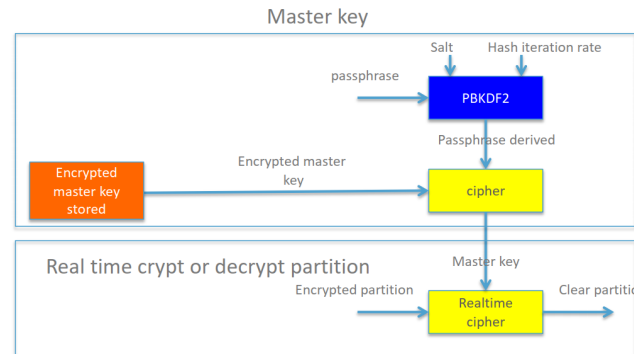 Master key
Salt
Hash iteration rate
passphrase
PBKDF2
Passphrase derived
Encrypted master
key
Encrypted
master key
stored
cipher
Master key
Real time crypt or decrypt partition
Encrypted partition
Realtime
cipher
Clear partitio